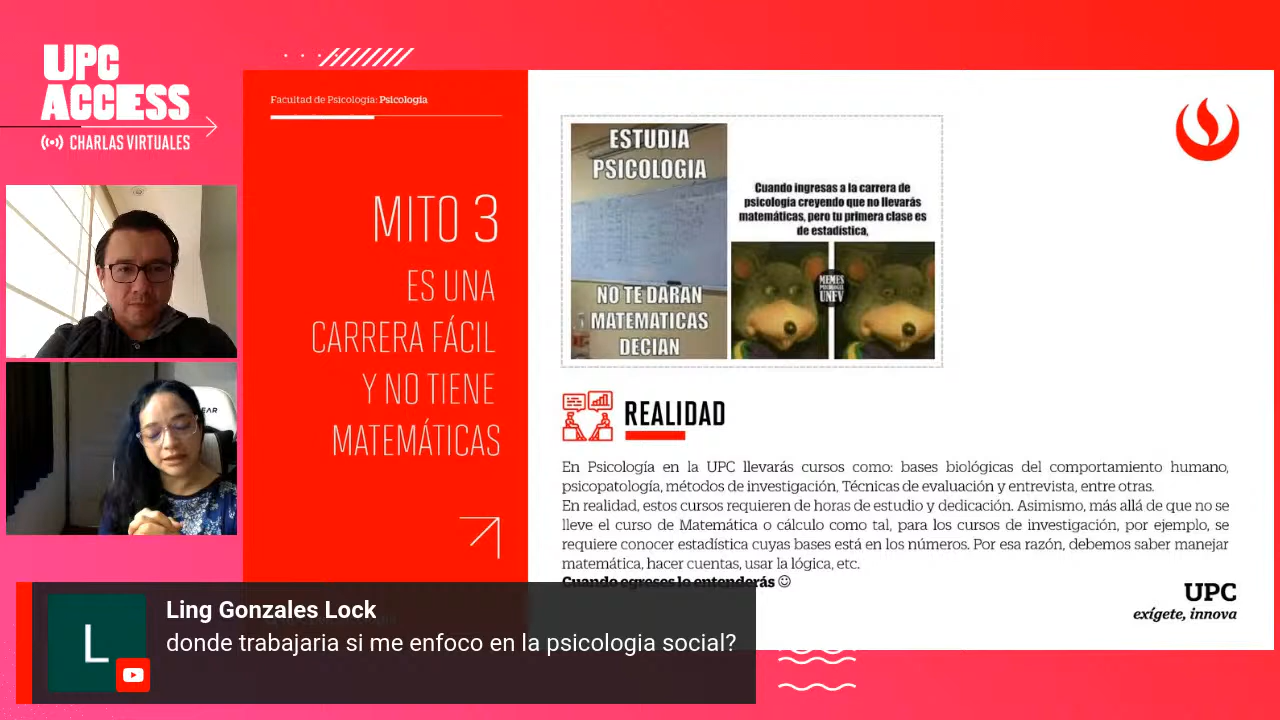 UPC
ACCESS
CHARLAS VIRTUALES
Facultad de Psicología: Psicología
MITO 3
ES UNA
CARRERA FÁCIL
Y NO TIENE
MATEMÁTICAS
ESTUDIA
PSICOLOGIA
NO TE DARAN
MATEMATICAS
DECIAN
Cuando ingresas a la carrera de
psicología creyendo que no llevarás
matemáticas, pero tu primera clase es
de estadística,
MEMES
PSICOLOGIA
UNFV
REALIDAD
En Psicología en la UPC llevarás cursos como: bases biológicas del comportamiento humano,
psicopatología, métodos de investigación, Técnicas de evaluación y entrevista, entre otras.
En realidad, estos cursos requieren de horas de estudio y dedicación. Asimismo, más allá de que no se
lleve el curso de Matemática o cálculo como tal, para los cursos de investigación, por ejemplo, se
requiere conocer estadística cuyas bases está en los números. Por esa razón, debemos saber manejar
matemática, hacer cuentas, usar la lógica, etc.
Cuando egreses lo entenderás ☺
UPC
exígete, innova
EAR
L
Ling Gonzales Lock
donde trabajaria si me enfoco en la psicologia social?